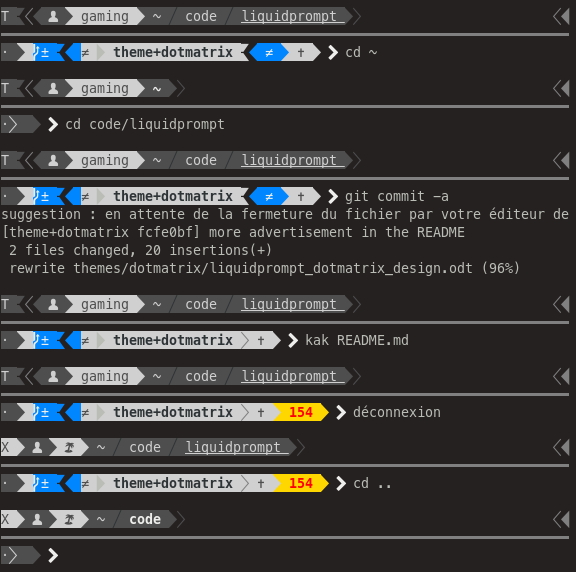 T gaming ~ code liquidprompt
· ± ≠ theme+dotmatrix ≠ † ❯ cd ~
T gaming ~
· ❯ cd code/liquidprompt
T gaming ~ code liquidprompt
· ± ≠ theme+dotmatrix ≠ † ❯ git commit -a
suggestion : en attente de la fermeture du fichier par votre éditeur de
[theme+dotmatrix fcfe0bf] more advertisement in the README
2 files changed, 20 insertions(+)
rewrite themes/dotmatrix/liquidprompt_dotmatrix_design.odt (96%)
T gaming ~ code liquidprompt
· ± ≠ theme+dotmatrix † ❯ kak README.md
T gaming ~ code liquidprompt
· ± ≠ theme+dotmatrix † 154 ❯ déconnexion
X ~ code liquidprompt
· ± ≠ theme+dotmatrix † 154 ❯ cd ..
X ~ code
· ❯